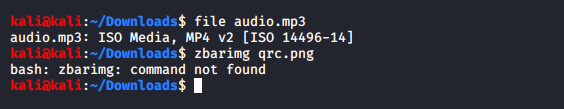 kali@kali:~/Downloads$ file audio.mp3
audio.mp3: ISO Media, MP4 v2 [ISO 14496-14]
kali@kali:~/Downloads$ zbarimg qrc.png
bash: zbarimg: command not found
kali@kali:~/Downloads$